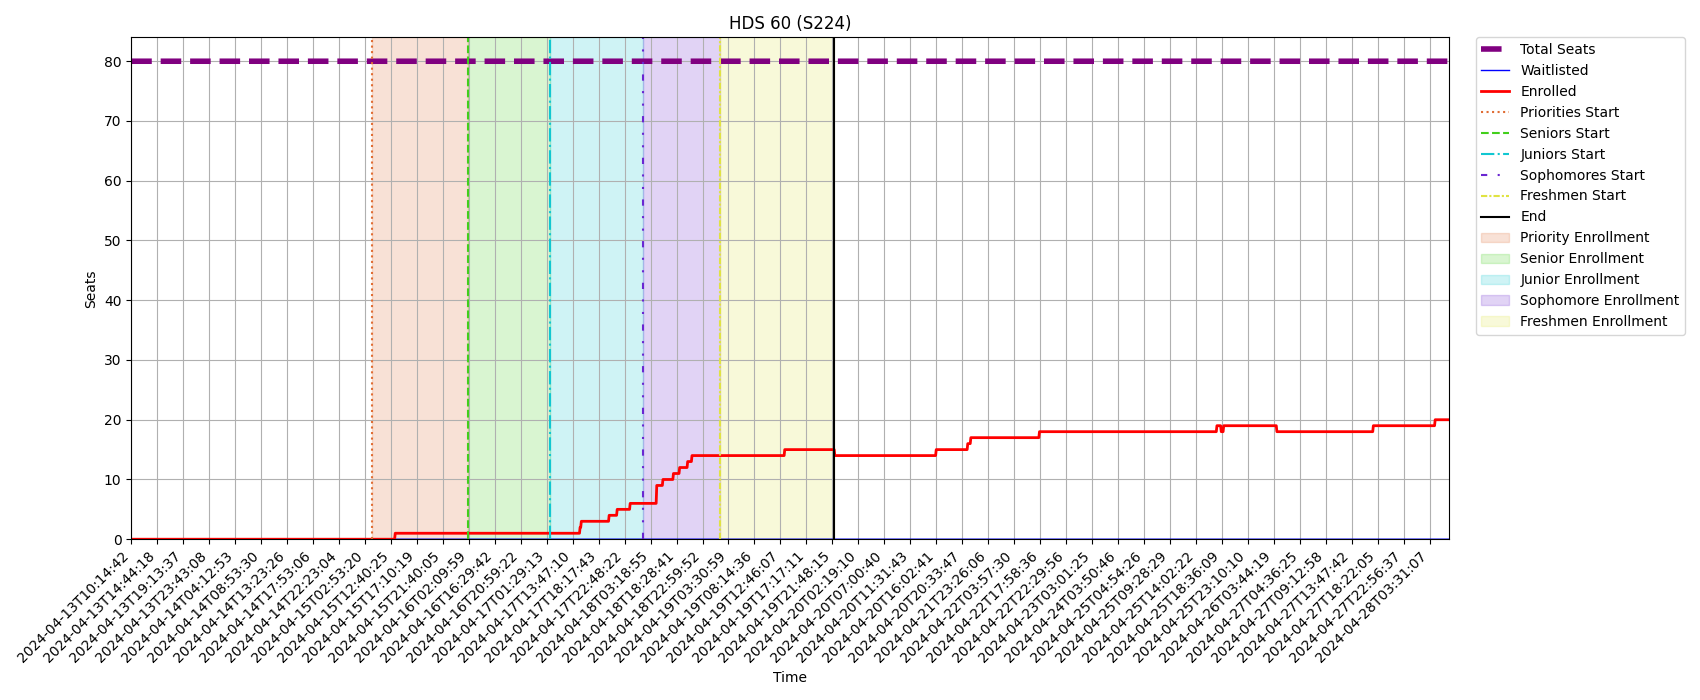 HDS 60 (S224)
Seats
80
70
60
50
40
30
20
10
0
2024-04-13T10:14:42
2024-04-13T14:44:18
2024-04-13T19:13:37
2024-04-13T23:43:08
2024-04-14T04:12:53
2024-04-14T08:53:30
2024-04-14T13:23:26
2024-04-14T17:53:06
2024-04-14T22:23:04
2024-04-15T02:53:20
2024-04-15T12:40:25
2024-04-15T17:10:19
2024-04-15T21:40:05
2024-04-16T02:09:59
2024-04-16T16:29:42
2024-04-16T20:59:22
2024-04-17T01:29:13
2024-04-17T13:47:10
2024-04-17T18:17:43
2024-04-17T22:48:22
2024-04-18T03:18:55
2024-04-18T18:28:41
2024-04-18T22:59:52
2024-04-19T03:30:59
2024-04-19T08:14:36
2024-04-19T12:46:07
2024-04-19T17:17:11
2024-04-19T21:48:15
2024-04-20T02:19:10
2024-04-20T07:00:40
2024-04-20T11:31:43
2024-04-20T16:02:41
2024-04-20T20:33:47
2024-04-21T23:26:06
2024-04-22T03:57:30
2024-04-22T17:58:36
2024-04-22T22:29:56
2024-04-23T03:01:25
2024-04-24T03:50:46
2024-04-25T04:54:26
2024-04-25T09:28:29
2024-04-25T14:02:22
2024-04-25T18:36:09
2024-04-25T23:10:10
2024-04-26T03:44:19
2024-04-27T04:36:25
2024-04-27T09:12:58
2024-04-27T13:47:42
2024-04-27T18:22:05
2024-04-27T22:56:37
2024-04-28T03:31:07
Time
Total Seats
Waitlisted
Enrolled
Priorities Start
Seniors Start
Juniors Start
Sophomores Start
Freshmen Start
End
Priority Enrollment
Senior Enrollment
Junior Enrollment
Sophomore Enrollment
Freshmen Enrollment